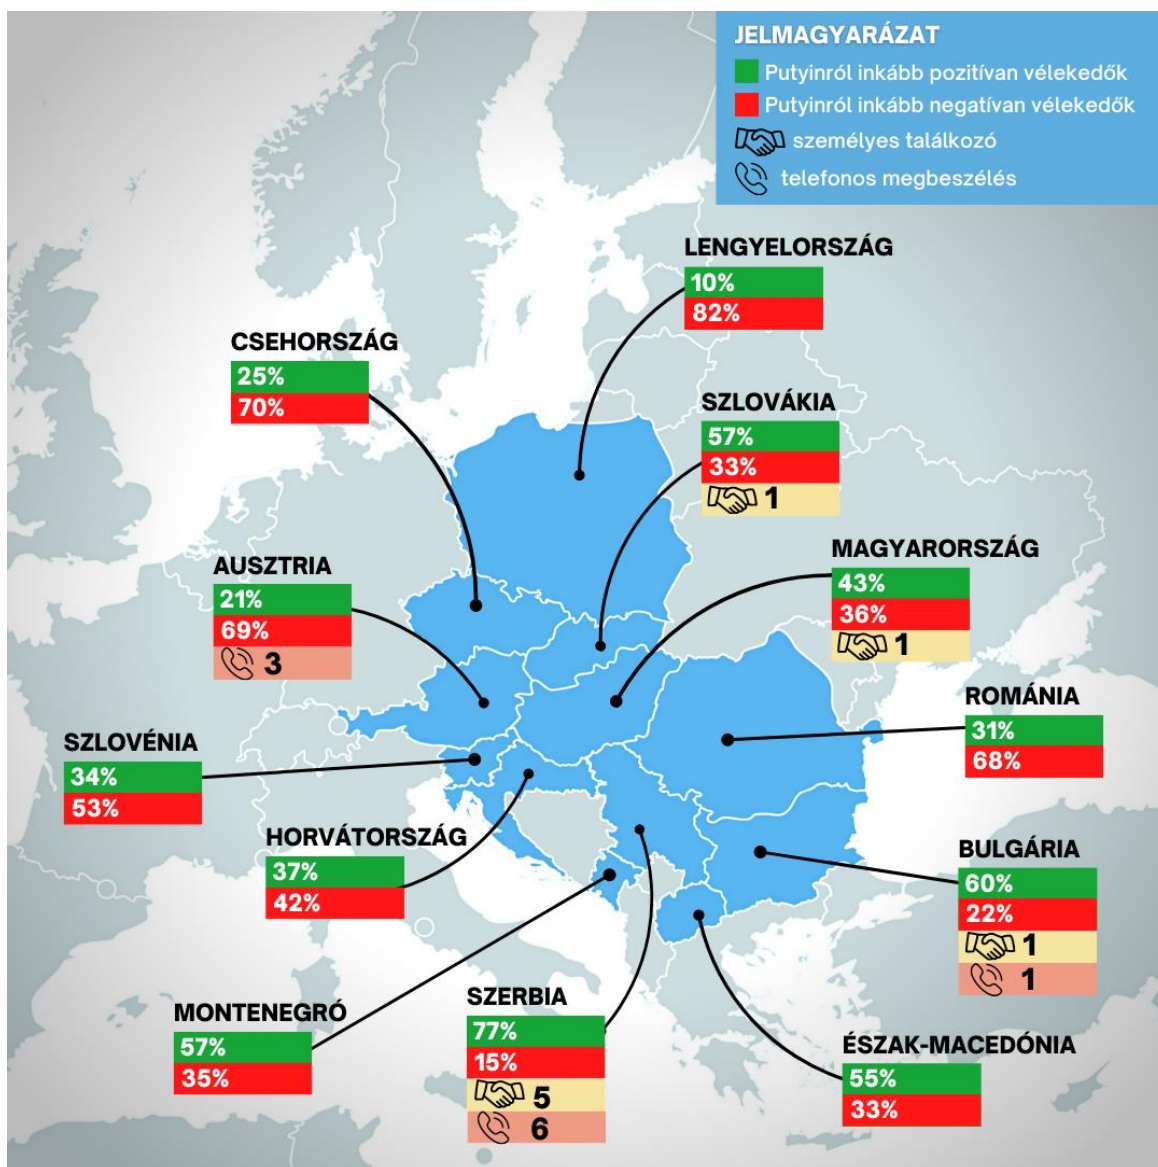 JELMAGYARÁZAT
Putyinról inkább pozitívan vélekedők
Putyinról inkább negatívan vélekedők
személyes találkozó
telefonos megbeszélés
LENGYELORSZÁG
10%
82%
CSEHORSZÁG
25%
70%
SZLOVÁKIA
57%
33%
1
MAGYARORSZÁG
43%
36%
1
AUSZTRIA
21%
69%
3
ROMÁNIA
31%
68%
SZLOVÉNIA
34%
53%
HORVÁTORSZÁG
37%
42%
BULGÁRIA
60%
22%
1
1
MONTENEGRÓ
57%
35%
SZERBIA
77%
15%
5
6
ÉSZAK-MACEDÓNIA
55%
33%